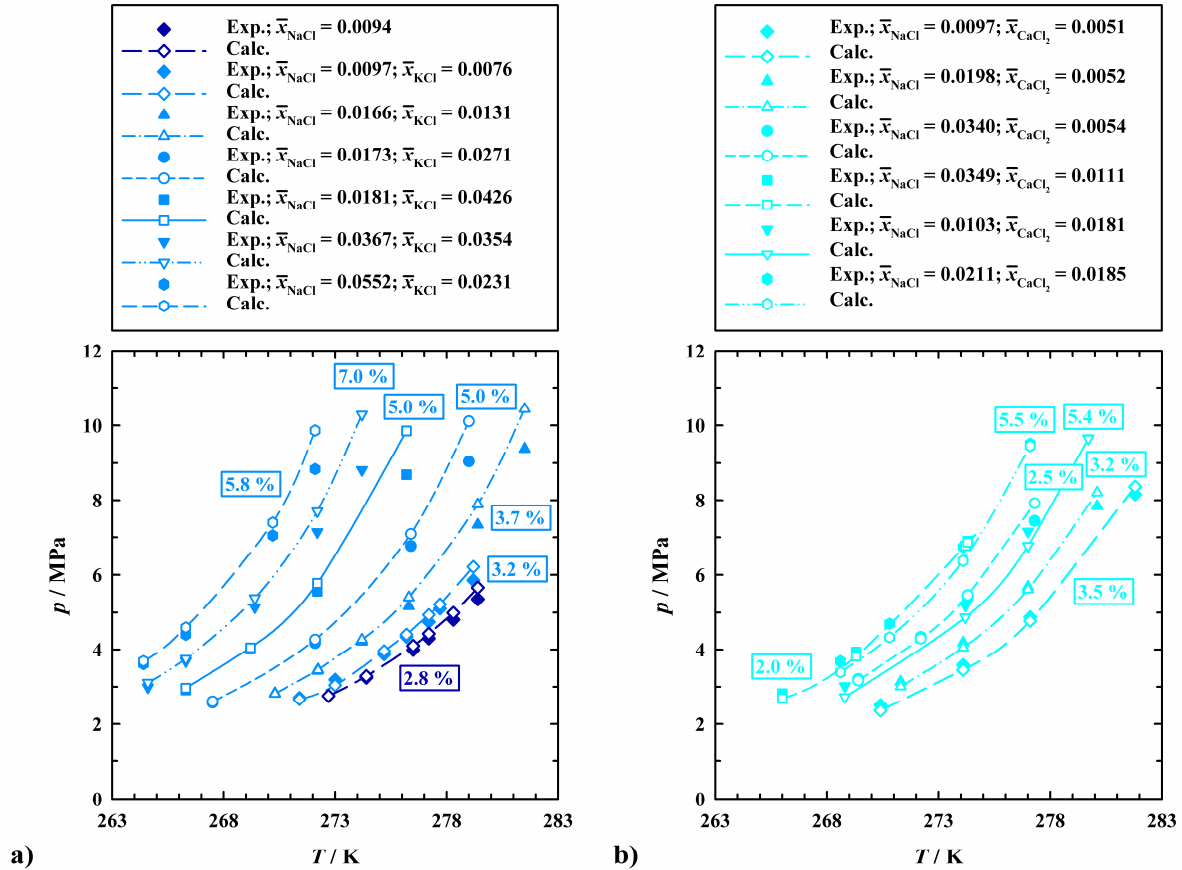 Exp.; x̅NaCl = 0.0094
Calc.
Exp.; x̅NaCl = 0.0097; x̅KCl = 0.0076
Calc.
Exp.; x̅NaCl = 0.0166; x̅KCl = 0.0131
Calc.
Exp.; x̅NaCl = 0.0173; x̅KCl = 0.0271
Calc.
Exp.; x̅NaCl = 0.0181; x̅KCl = 0.0426
Calc.
Exp.; x̅NaCl = 0.0367; x̅KCl = 0.0354
Calc.
Exp.; x̅NaCl = 0.0552; x̅KCl = 0.0231
Calc.
12
10
8
6
4
2
0
p / MPa
7.0 %
5.0 %
5.0 %
5.8 %
3.7 %
3.2 %
2.8 %
263
268
273
278
283
T / K
a)
Exp.; x̅NaCl = 0.0097; x̅CaCl₂ = 0.0051
Calc.
Exp.; x̅NaCl = 0.0198; x̅CaCl₂ = 0.0052
Calc.
Exp.; x̅NaCl = 0.0340; x̅CaCl₂ = 0.0054
Calc.
Exp.; x̅NaCl = 0.0349; x̅CaCl₂ = 0.0111
Calc.
Exp.; x̅NaCl = 0.0103; x̅CaCl₂ = 0.0181
Calc.
Exp.; x̅NaCl = 0.0211; x̅CaCl₂ = 0.0185
Calc.
12
10
8
6
4
2
0
p / MPa
5.5 %
5.4 %
3.2 %
2.5 %
3.5 %
2.0 %
263
268
273
278
283
T / K
b)